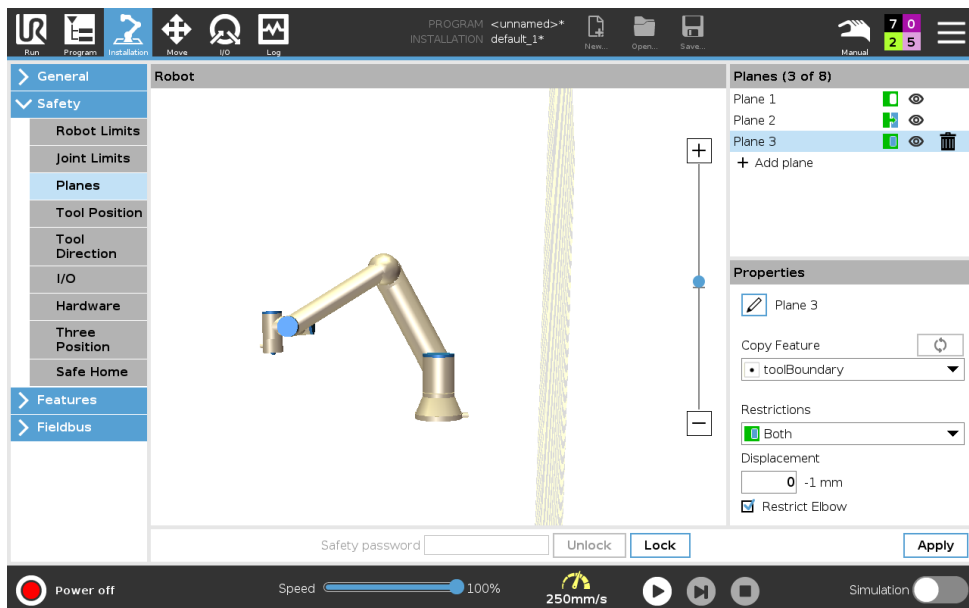 PROGRAM <unnamed>*
INSTALLATION default_1*
Run
Program
Installation
Move
I/O
Log
New...
Open...
Save...
Manual
7 0
2 5
General
Safety
Robot Limits
Joint Limits
Planes
Tool Position
Tool
Direction
I/O
Hardware
Three
Position
Safe Home
Features
Fieldbus
Robot
Planes (3 of 8)
Plane 1
Plane 2
Plane 3
+ Add plane
Properties
Plane 3
Copy Feature
toolBoundary
Restrictions
Both
Displacement
0 -1 mm
Restrict Elbow
Safety password
Unlock
Lock
Apply
Power off
Speed
100%
250mm/s
Simulation